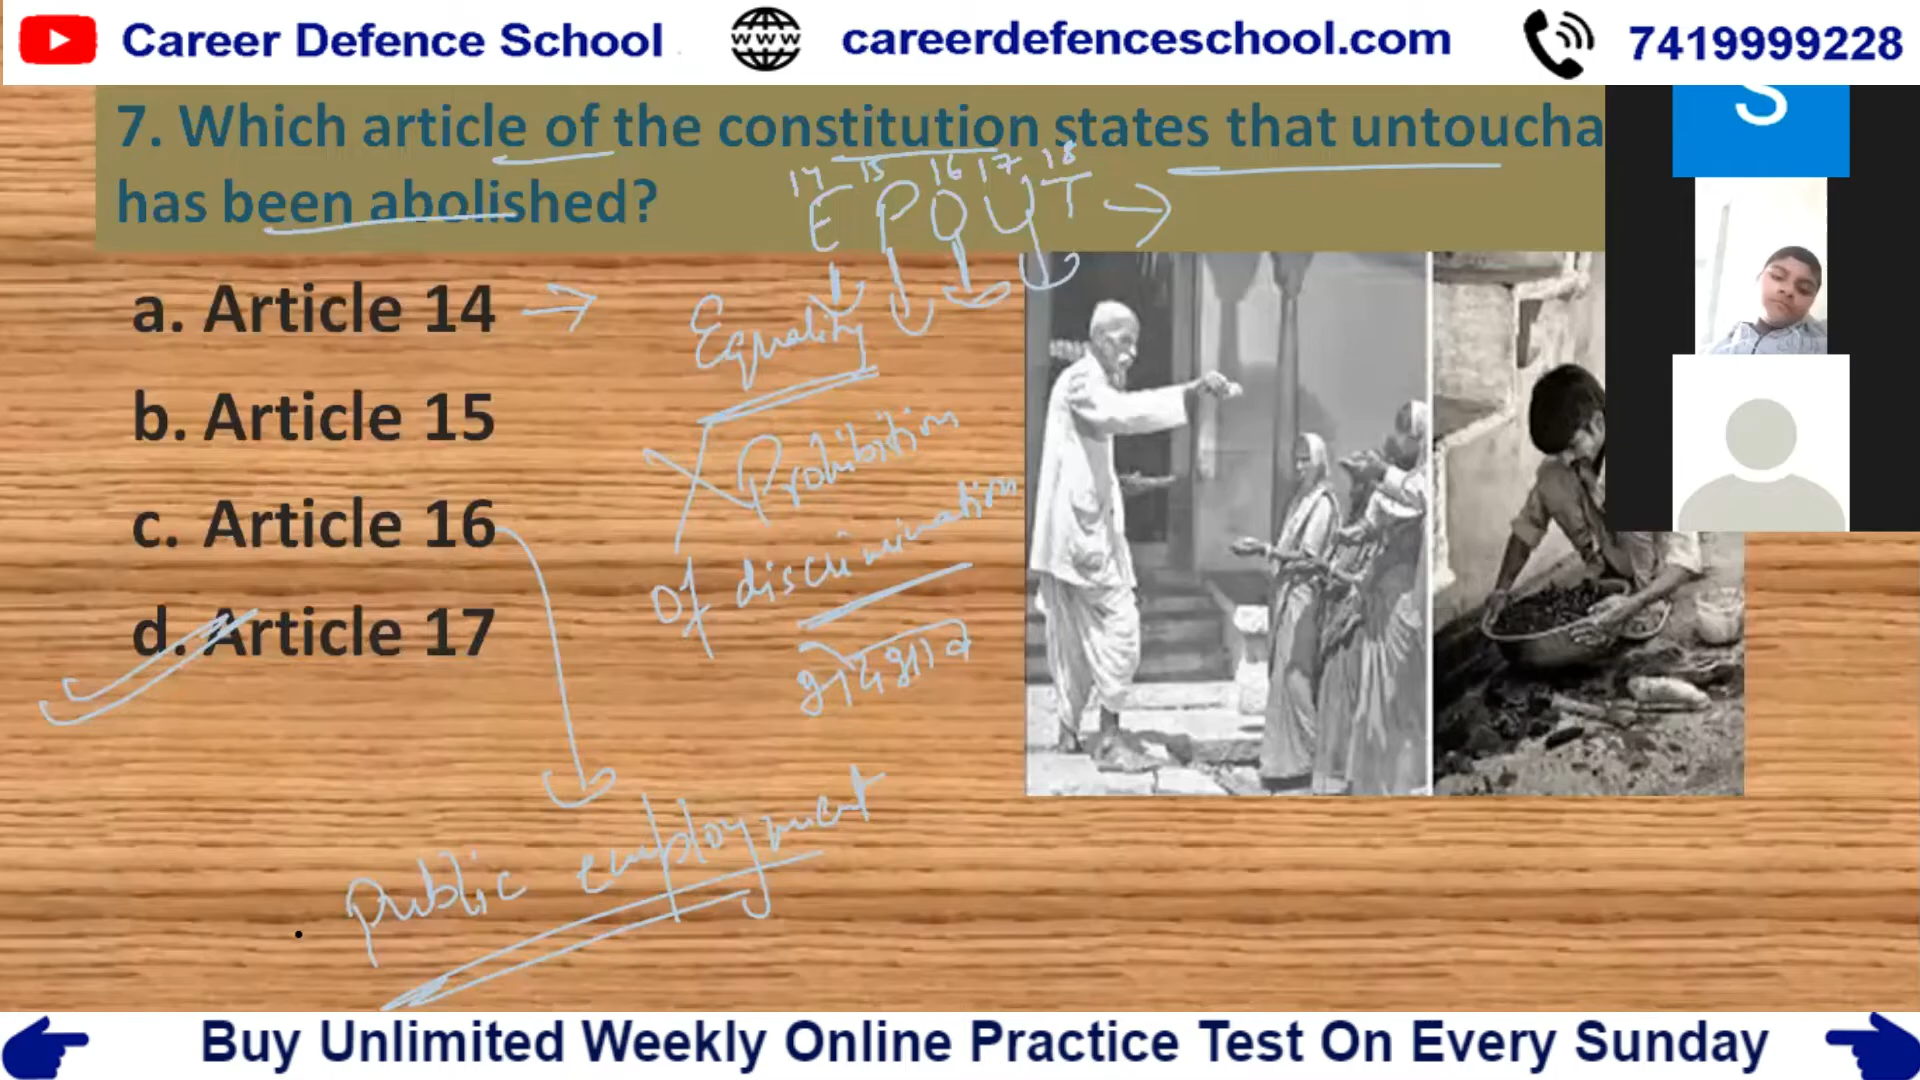 Career Defence School
WWW
careerdefenceschool.com
7419999228
7. Which article of the constitution states that untoucha
has been abolished?
14 15 16 17 18
E P O U T →
S
a. Article 14 →
b. Article 15
c. Article 16
d. Article 17
Equality
Prohibition
of discrimination
public employment
Buy Unlimited Weekly Online Practice Test On Every Sunday